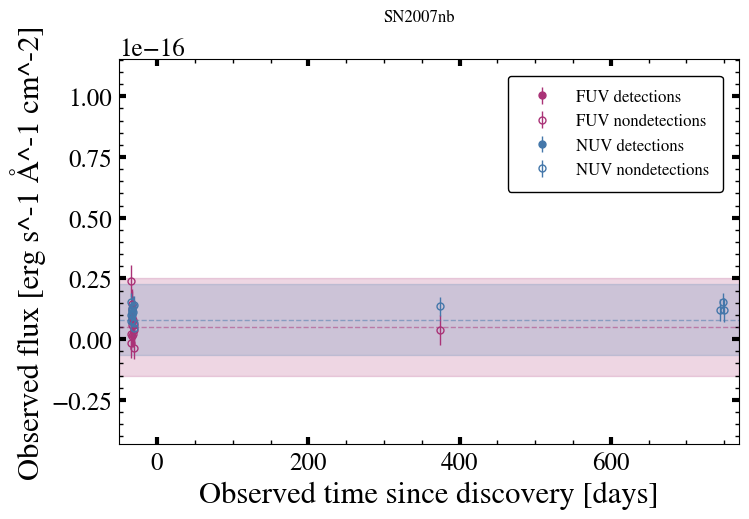 SN2007nb
1e−16
1.00
0.75
0.50
0.25
0.00
−0.25
Observed flux [erg s^-1 Å^-1 cm^-2]
FUV detections
FUV nondetections
NUV detections
NUV nondetections
0 200 400 600
Observed time since discovery [days]